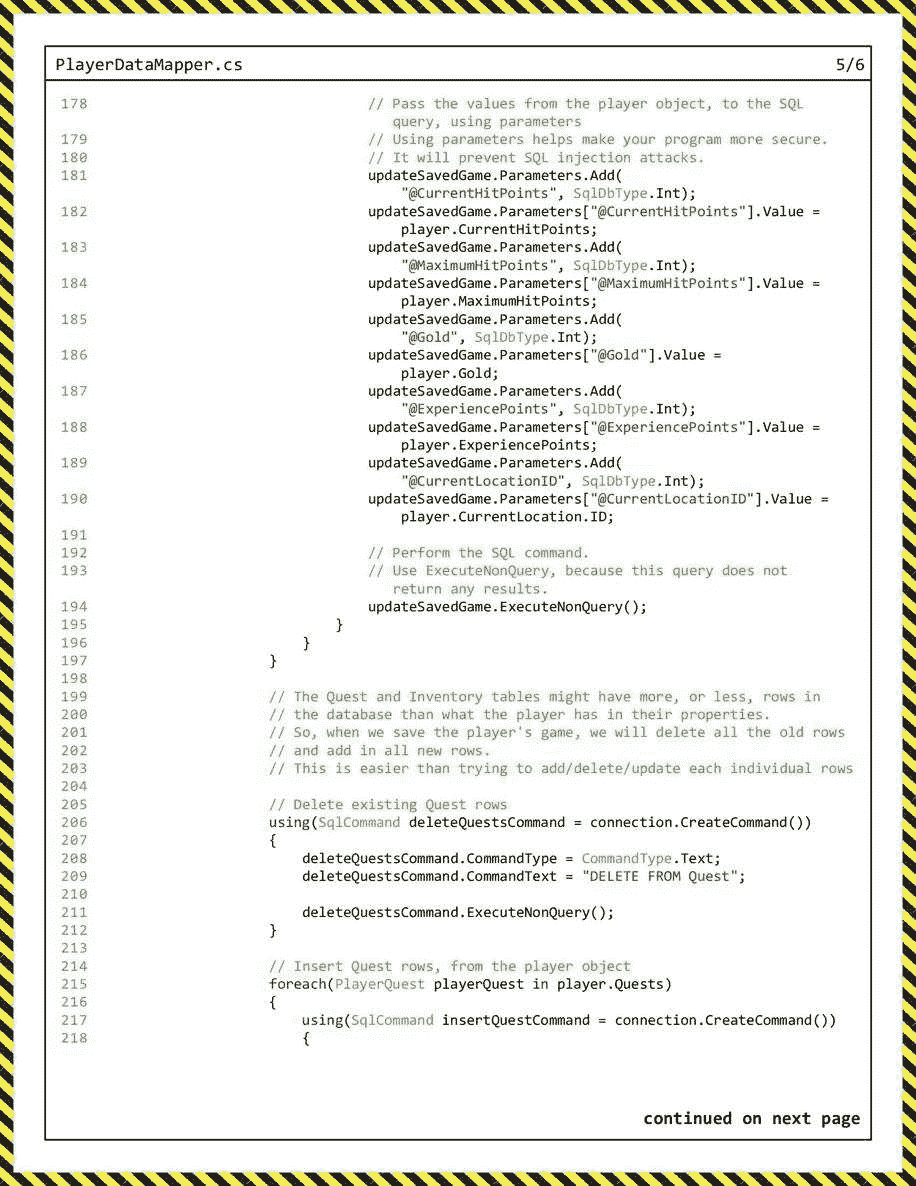 PlayerDataMapper.cs 5/6
178 // Pass the values from the player object, to the SQL
query, using parameters
179 // Using parameters helps make your program more secure.
180 // It will prevent SQL injection attacks.
181 updateSavedGame.Parameters.Add(
"@CurrentHitPoints", SqlDbType.Int);
182 updateSavedGame.Parameters["@CurrentHitPoints"].Value =
player.CurrentHitPoints;
183 updateSavedGame.Parameters.Add(
"@MaximumHitPoints", SqlDbType.Int);
184 updateSavedGame.Parameters["@MaximumHitPoints"].Value =
player.MaximumHitPoints;
185 updateSavedGame.Parameters.Add(
"@Gold", SqlDbType.Int);
186 updateSavedGame.Parameters["@Gold"].Value =
player.Gold;
187 updateSavedGame.Parameters.Add(
"@ExperiencePoints", SqlDbType.Int);
188 updateSavedGame.Parameters["@ExperiencePoints"].Value =
player.ExperiencePoints;
189 updateSavedGame.Parameters.Add(
"@CurrentLocationID", SqlDbType.Int);
190 updateSavedGame.Parameters["@CurrentLocationID"].Value =
player.CurrentLocation.ID;
191
192 // Perform the SQL command.
193 // Use ExecuteNonQuery, because this query does not
return any results.
194 updateSavedGame.ExecuteNonQuery();
195 }
196 }
197 }
198
199 // The Quest and Inventory tables might have more, or less, rows in
200 // the database than what the player has in their properties.
201 // So, when we save the player's game, we will delete all the old rows
202 // and add in all new rows.
203 // This is easier than trying to add/delete/update each individual rows
204
205 // Delete existing Quest rows
206 using(SqlCommand deleteQuestsCommand = connection.CreateCommand())
207 {
208 deleteQuestsCommand.CommandType = CommandType.Text;
209 deleteQuestsCommand.CommandText = "DELETE FROM Quest";
210
211 deleteQuestsCommand.ExecuteNonQuery();
212 }
213
214 // Insert Quest rows, from the player object
215 foreach(PlayerQuest playerQuest in player.Quests)
216 {
217 using(SqlCommand insertQuestCommand = connection.CreateCommand())
218 {
continued on next page